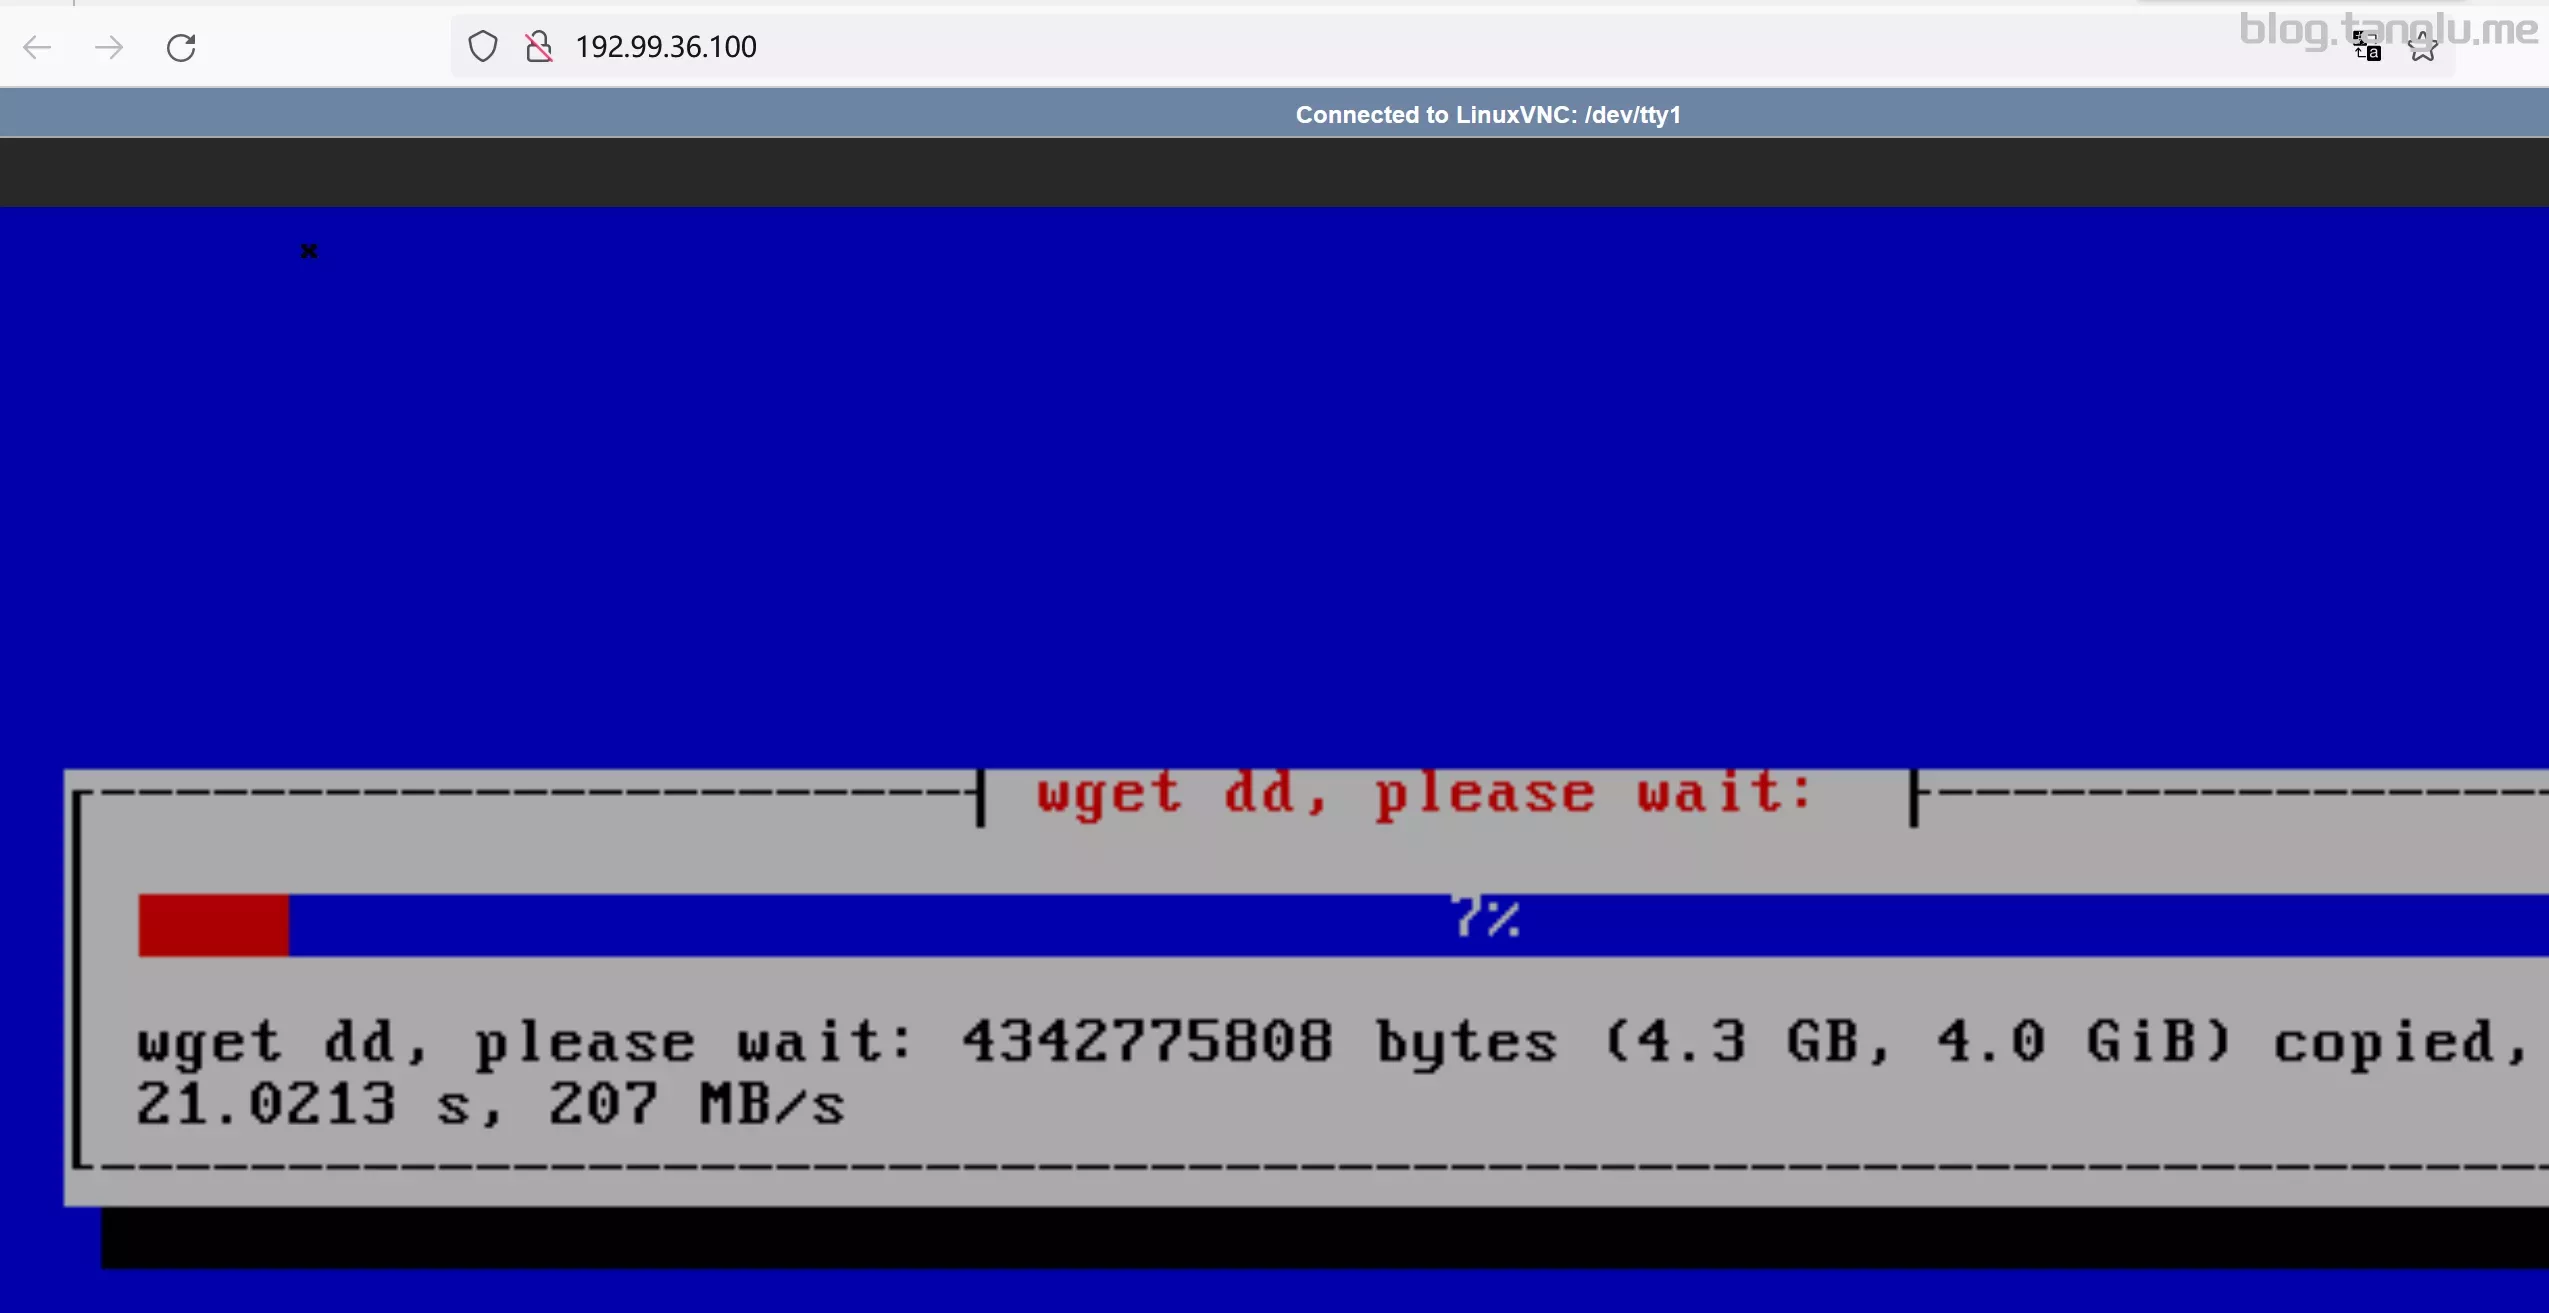 blog.tanglu.me
192.99.36.100
Connected to LinuxVNC: /dev/tty1
wget dd, please wait:
7%
wget dd, please wait: 4342775808 bytes (4.3 GB, 4.0 GiB) copied,
21.0213 s, 207 MB/s